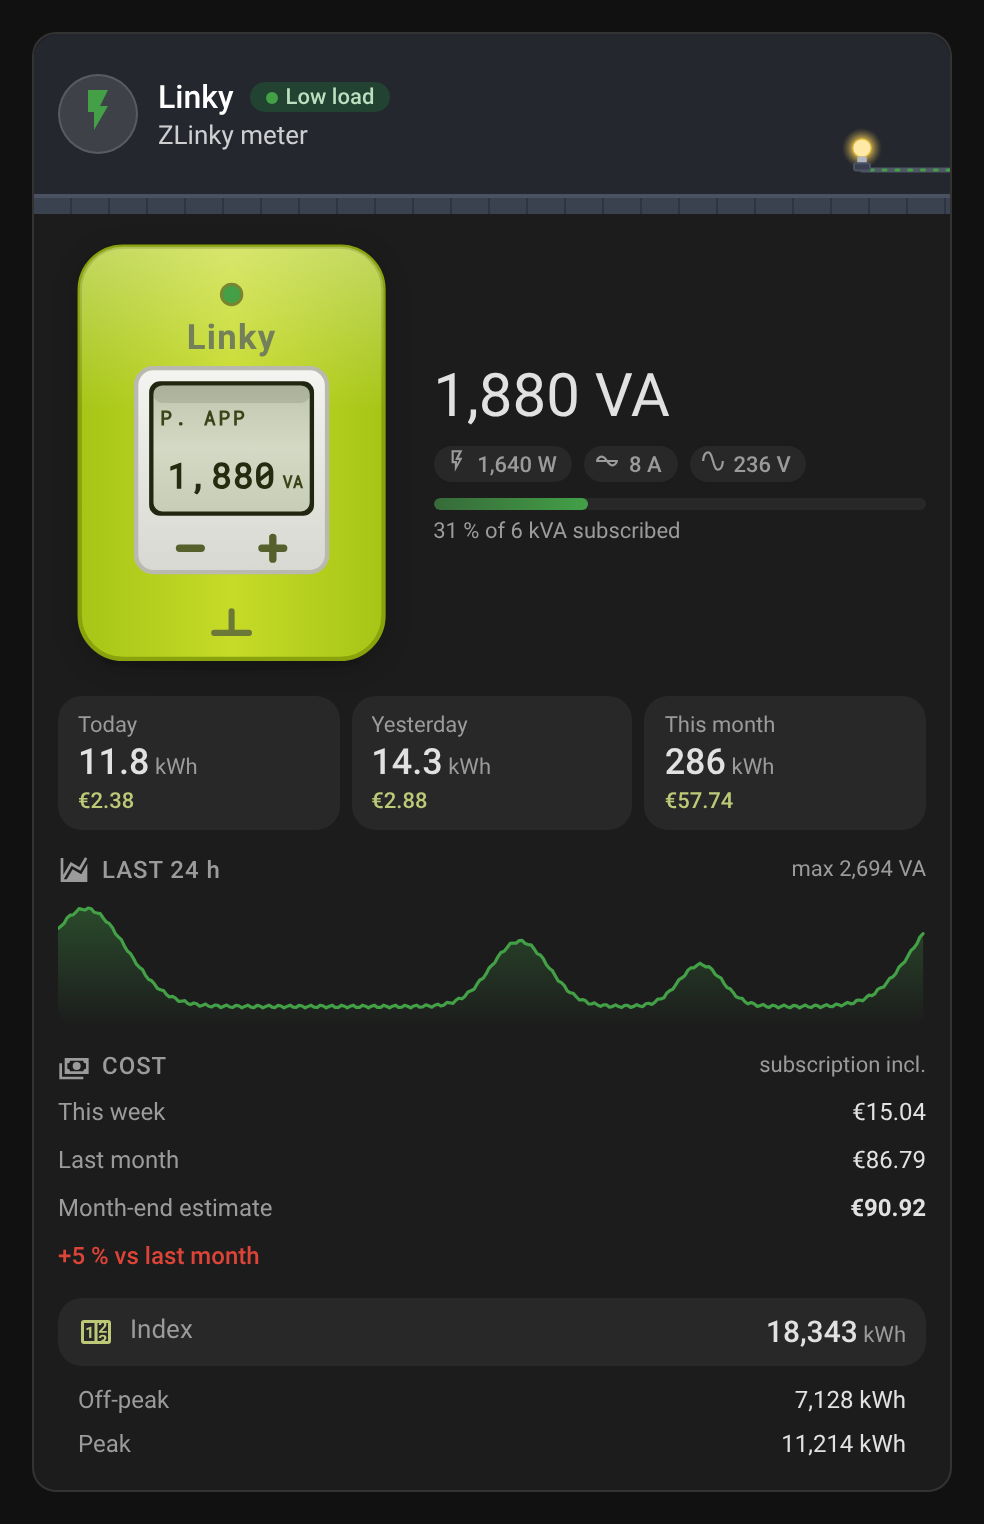 Linky
Low load
ZLinky meter
Linky
P. APP
1,880 VA
1,880 VA
1,640 W
8 A
236 V
31 % of 6 kVA subscribed
Today
11.8 kWh
€2.38
Yesterday
14.3 kWh
€2.88
This month
286 kWh
€57.74
LAST 24 h
max 2,694 VA
COST
subscription incl.
This week
€15.04
Last month
€86.79
Month-end estimate
€90.92
+5 % vs last month
Index
18,343 kWh
Off-peak
7,128 kWh
Peak
11,214 kWh